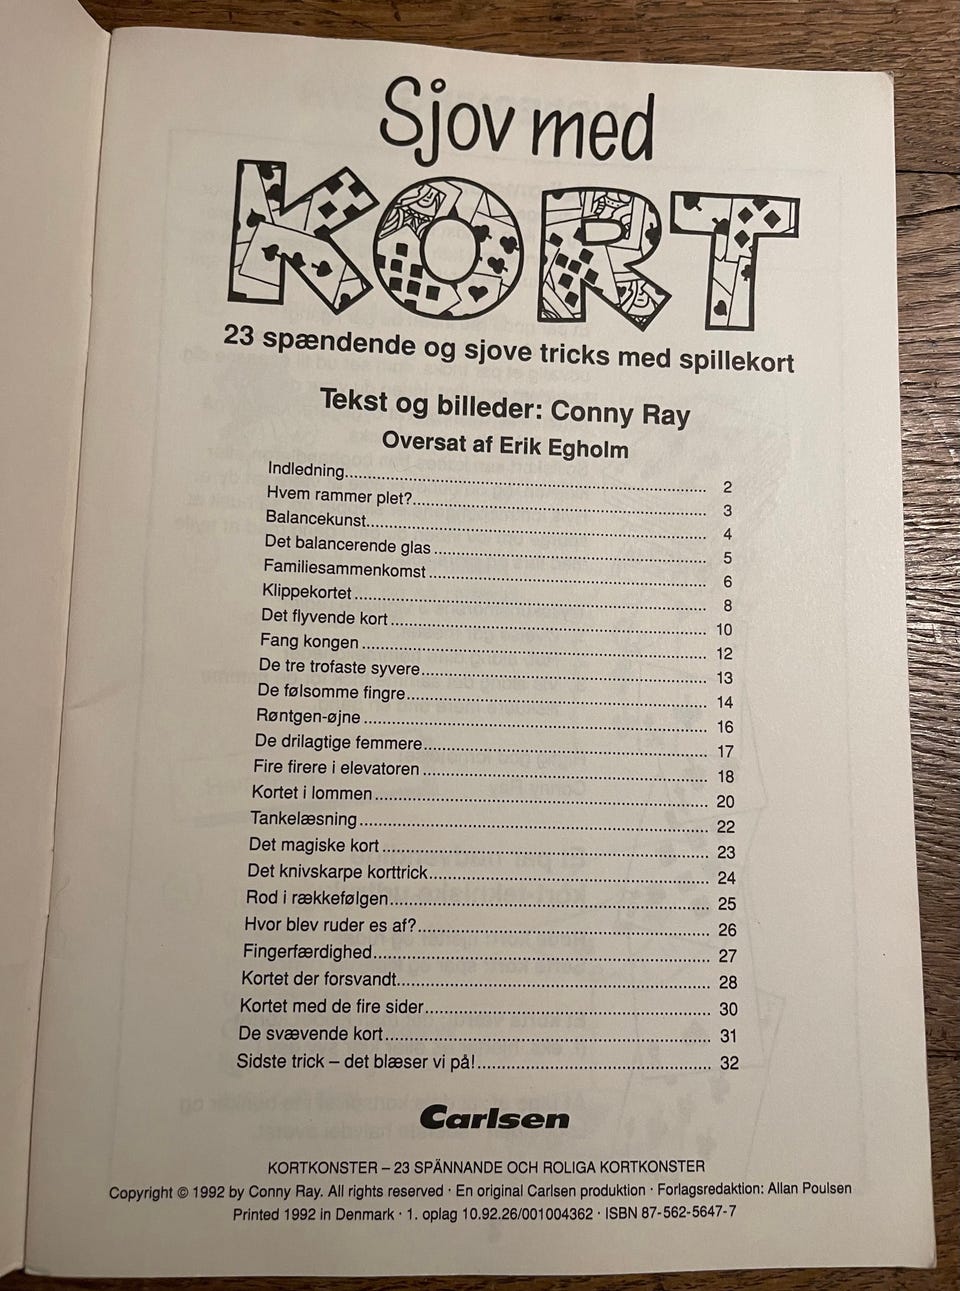 Sjov med
KORT
23 spændende og sjove tricks med spillekort
Tekst og billeder: Conny Ray
Oversat af Erik Egholm
Indledning........ 2
Hvem rammer plet?........ 3
Balancekunst........ 4
Det balancerende glas........ 5
Familiesammenkomst........ 6
Klippekortet........ 8
Det flyvende kort........ 10
Fang kongen........ 12
De tre trofaste syvere........ 13
De følsomme fingre........ 14
Røntgen-øjne........ 16
De drilagtige femmere........ 17
Fire firere i elevatoren........ 18
Kortet i lommen........ 20
Tankelæsning........ 22
Det magiske kort........ 23
Det knivskarpe korttrick........ 24
Rod i rækkefølgen........ 25
Hvor blev ruder es af?........ 26
Fingerfærdighed........ 27
Kortet der forsvandt........ 28
Kortet med de fire sider........ 30
De svævende kort........ 31
Sidste trick – det blæser vi på!........ 32
Carlsen
KORTKONSTER – 23 SPÄNNANDE OCH ROLIGA KORTKONSTER
Copyright © 1992 by Conny Ray. All rights reserved · En original Carlsen produktion · Forlagsredaktion: Allan Poulsen
Printed 1992 in Denmark · 1. oplag 10.92.26/001004362 · ISBN 87-562-5647-7